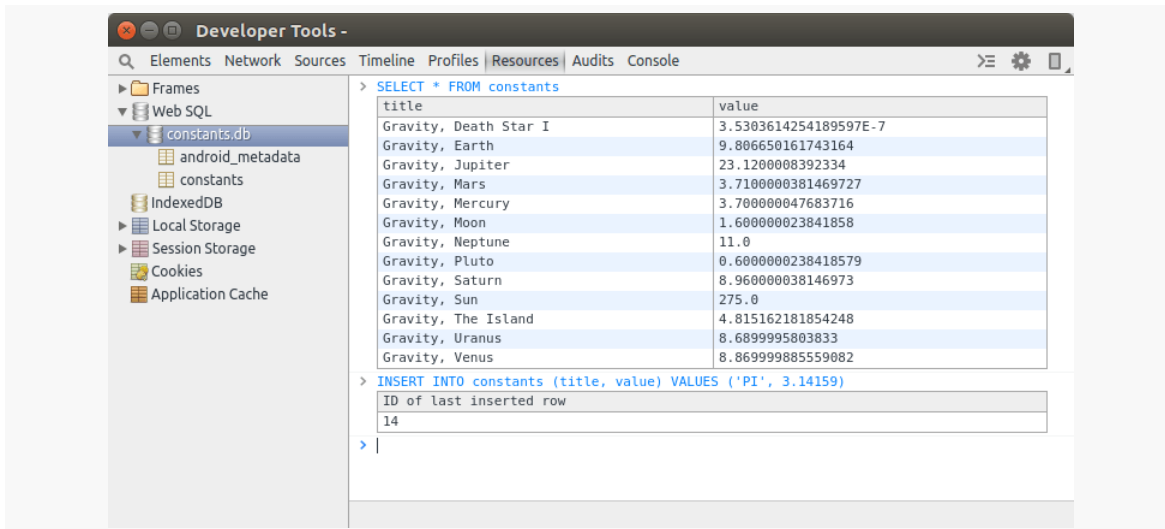 Developer Tools -
Elements Network Sources Timeline Profiles Resources Audits Console
Frames
Web SQL
constants.db
android_metadata
constants
IndexedDB
Local Storage
Session Storage
Cookies
Application Cache
> SELECT * FROM constants
title value
Gravity, Death Star I 3.5303614254189597E-7
Gravity, Earth 9.806650161743164
Gravity, Jupiter 23.1200008392334
Gravity, Mars 3.7100000381469727
Gravity, Mercury 3.700000047683716
Gravity, Moon 1.600000023841858
Gravity, Neptune 11.0
Gravity, Pluto 0.6000000238418579
Gravity, Saturn 8.960000038146973
Gravity, Sun 275.0
Gravity, The Island 4.815162181854248
Gravity, Uranus 8.6899995803833
Gravity, Venus 8.869999885559082
> INSERT INTO constants (title, value) VALUES ('PI', 3.14159)
ID of last inserted row
14
>